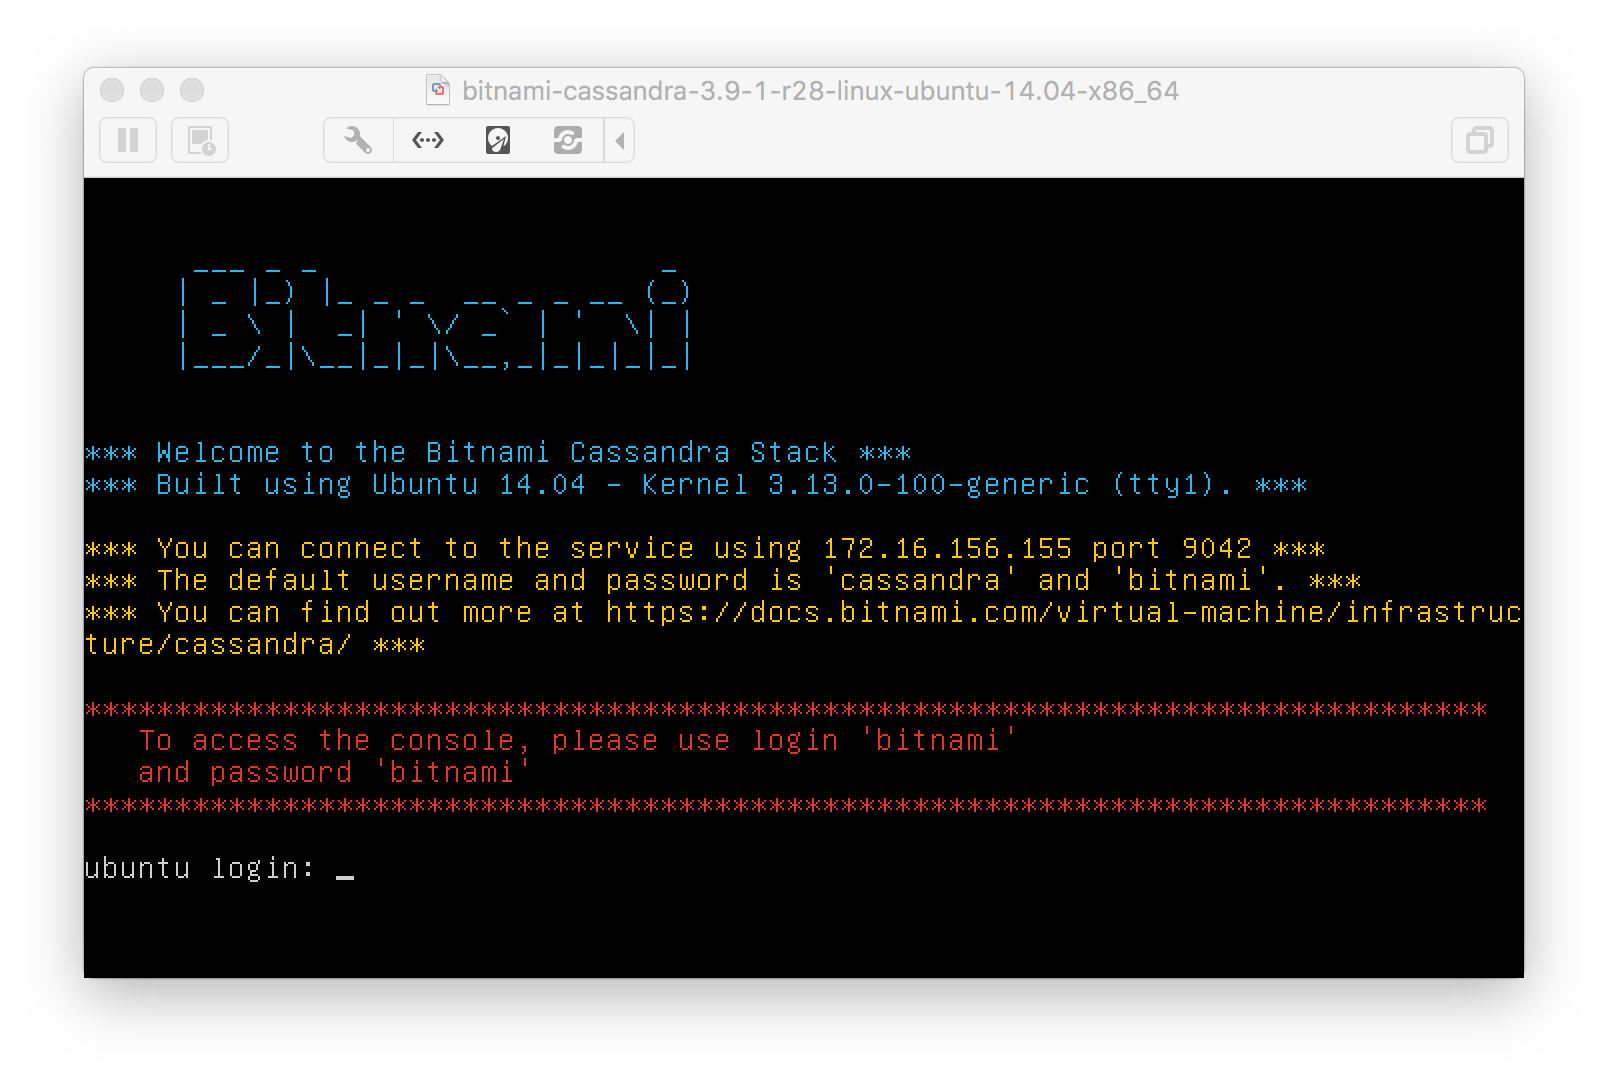 bitnami-cassandra-3.9-1-r28-linux-ubuntu-14.04-x86_64
Bitnami
*** Welcome to the Bitnami Cassandra Stack ***
*** Built using Ubuntu 14.04 - Kernel 3.13.0-100-generic (tty1). ***
*** You can connect to the service using 172.16.156.155 port 9042 ***
*** The default username and password is 'cassandra' and 'bitnami'. ***
*** You can find out more at https://docs.bitnami.com/virtual-machine/infrastruc
ture/cassandra/ ***
******************************************************************************
To access the console, please use login 'bitnami'
and password 'bitnami'
******************************************************************************
ubuntu login: _